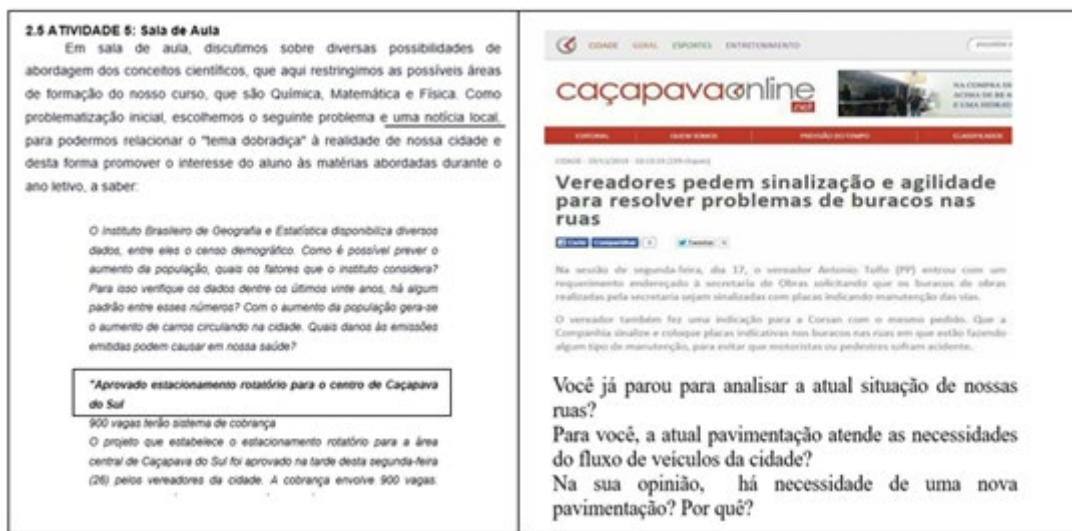 2.5 ATIVIDADE 5: Sala de Aula
Em sala de aula, discutimos sobre diversas possibilidades de
abordagem dos conceitos científicos, que aqui restringimos as possíveis áreas
de formação do nosso curso, que são Química, Matemática e Física. Como
problematização inicial, escolhemos o seguinte problema e uma notícia local,
para podermos relacionar o "tema dobradiça" à realidade de nossa cidade e
desta forma promover o interesse do aluno às matérias abordadas durante o
ano letivo, a saber:
O Instituto Brasileiro de Geografia e Estatística disponibiliza diversos
dados, entre eles o censo demográfico. Como é possível prever o
aumento da população, quais os fatores que o instituto considera?
Para isso verifique os dados dentre os últimos vinte anos, há algum
padrão entre esses números? Com o aumento da população gera-se
o aumento de carros circulando na cidade. Quais danos às emissões
emitidas podem causar em nossa saúde?
"Aprovado estacionamento rotatório para o centro de Caçapava
do Sul
900 vagas terão sistema de cobrança
O projeto que estabelece o estacionamento rotatório para a área
central de Caçapava do Sul foi aprovado na tarde desta segunda-feira
(26) pelos vereadores da cidade. A cobrança envolve 900 vagas.
CIDADE GERAL ESPORTES ENTRETENIMENTO
caçapavaonline
.net
NA COMPRA DE
EDITORIAL QUEM SOMOS PREVISÃO DO TEMPO CLASSIFICADOS
Vereadores pedem sinalização e agilidade
para resolver problemas de buracos nas
ruas
Curtir Compartilhar Tweetar
Na sessão de segunda-feira, dia 17, o vereador Antonio Tolfo (PP) entrou com um
requerimento endereçado à secretaria de Obras solicitando que os buracos de obras
realizadas pela secretaria sejam sinalizadas com placas indicando manutenção das vias.
O vereador também fez uma indicação para a Corsan com o mesmo pedido. Que a
Companhia sinalize e coloque placas indicativas nos buracos nas ruas em que estão fazendo
algum tipo de manutenção, para evitar que motoristas ou pedestres sofram acidente.
Você já parou para analisar a atual situação de nossas
ruas?
Para você, a atual pavimentação atende as necessidades
do fluxo de veículos da cidade?
Na sua opinião, há necessidade de uma nova
pavimentação? Por quê?